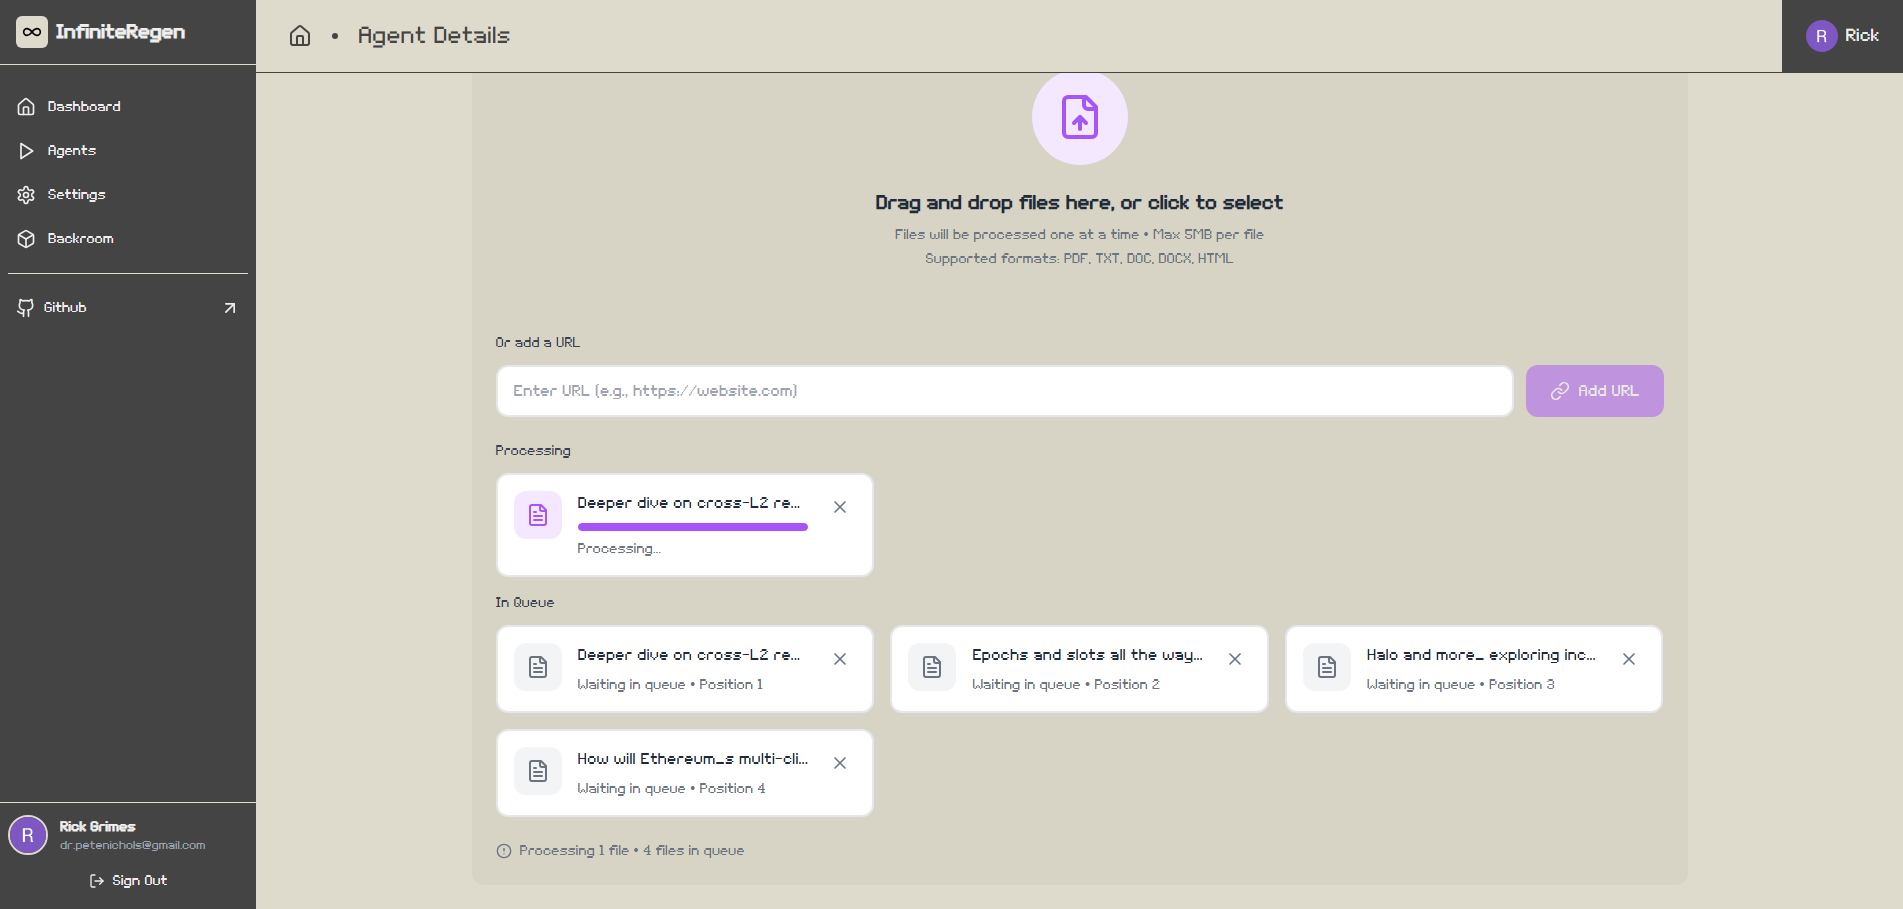 InfiniteRegen
Agent Details
R
Rick
Dashboard
Agents
Settings
Backroom
Github
Drag and drop files here, or click to select
Files will be processed one at a time • Max 5MB per file
Supported formats: PDF, TXT, DOC, DOCX, HTML
Or add a URL
Enter URL (e.g., https://website.com)
Add URL
Processing
Deeper dive on cross-L2 re...
Processing...
In Queue
Deeper dive on cross-L2 re...
Waiting in queue • Position 1
Epochs and slots all the way...
Waiting in queue • Position 2
Halo and more_ exploring inc...
Waiting in queue • Position 3
How will Ethereum_s multi-cli...
Waiting in queue • Position 4
Processing 1 file • 4 files in queue
R
Rick Grimes
dr.petenichols@gmail.com
Sign Out